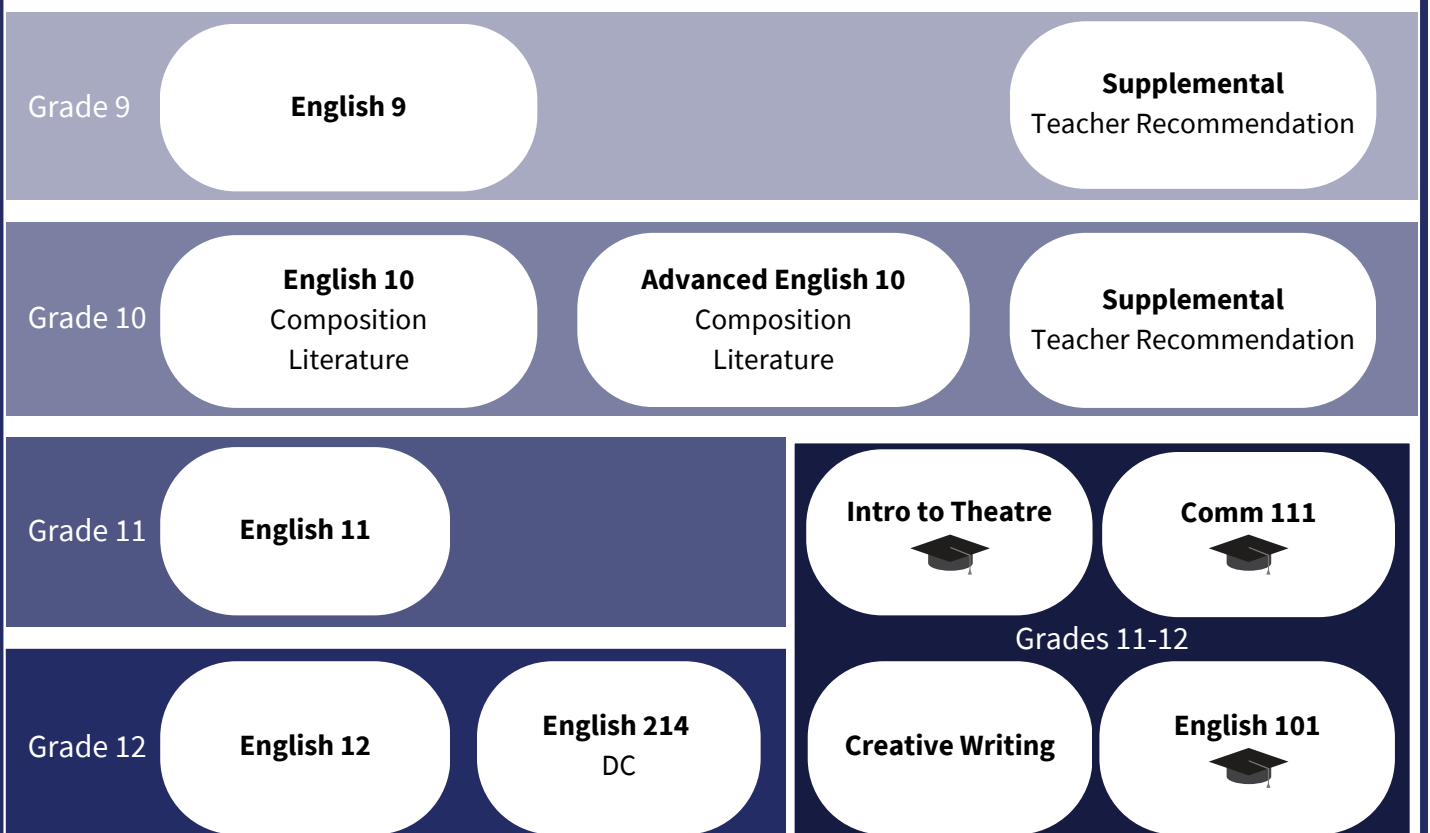 Grade 9
English 9
Supplemental
Teacher Recommendation
Grade 10
English 10
Composition
Literature
Advanced English 10
Composition
Literature
Supplemental
Teacher Recommendation
Grade 11
English 11
Intro to Theatre
Comm 111
Grades 11-12
Grade 12
English 12
English 214
DC
Creative Writing
English 101